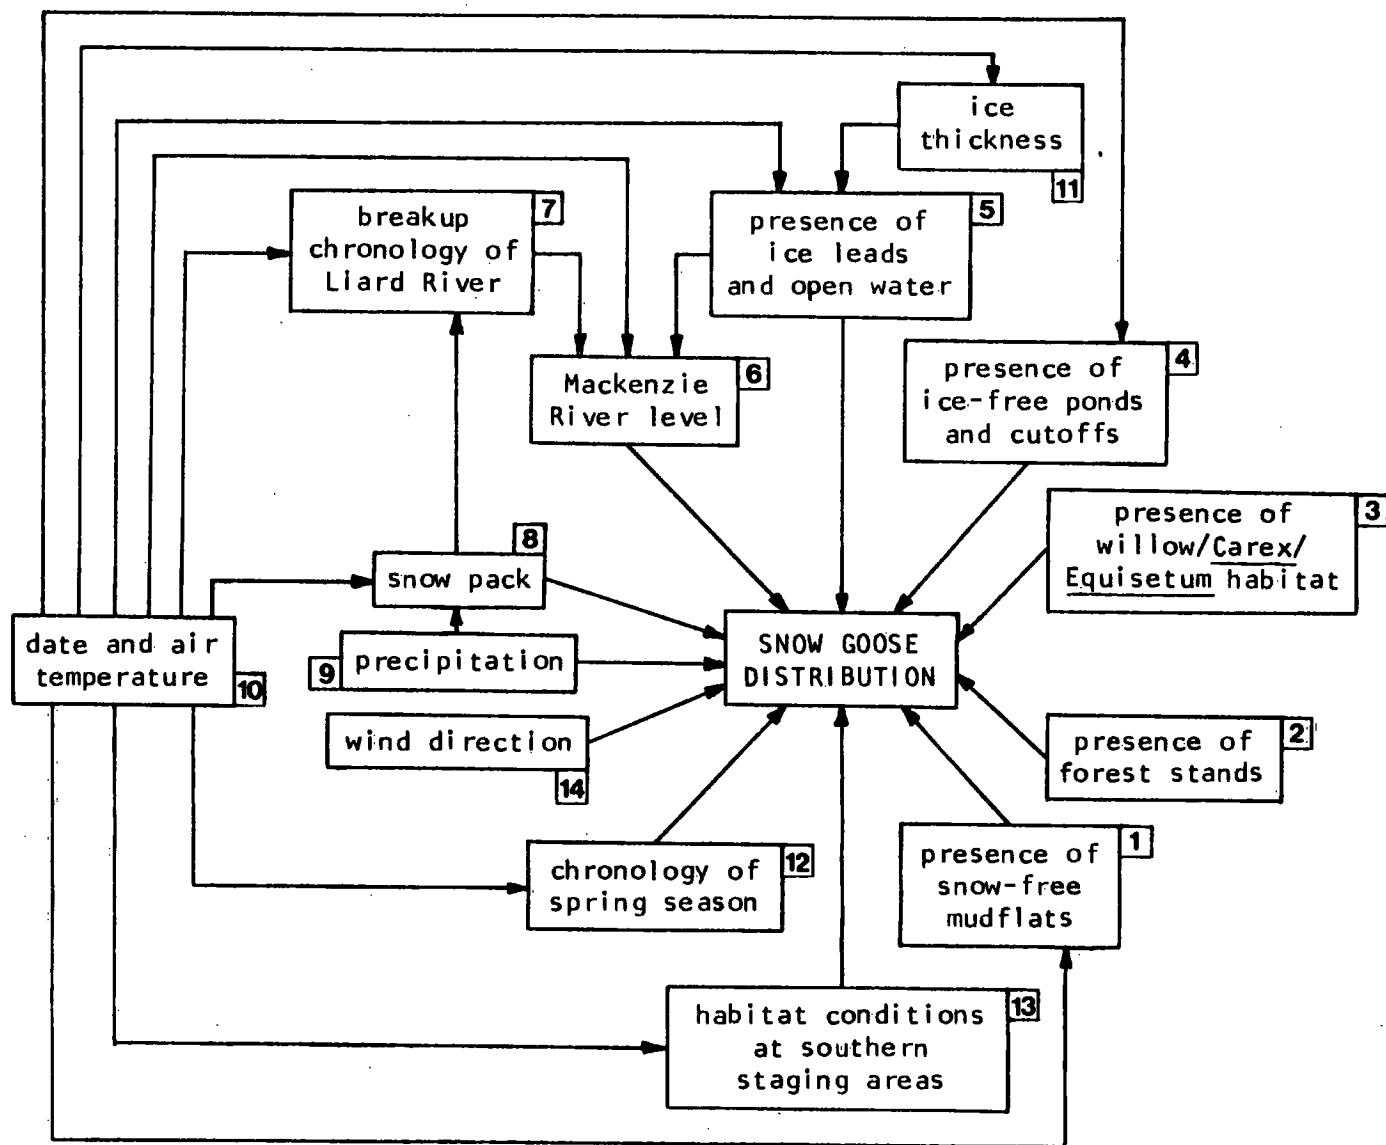 ice
thickness
11
breakup
chronology of
Liard River
7
presence of
ice leads
and open water
5
Mackenzie
River level
6
presence of
ice-free ponds
and cutoffs
4
presence of
willow/Carex/
Equisetum habitat
3
snow pack
8
date and air
temperature
10
precipitation
9
SNOW GOOSE
DISTRIBUTION
wind direction
14
presence of
forest stands
2
chronology of
spring season
12
presence of
snow-free
mudflats
1
habitat conditions
at southern
staging areas
13